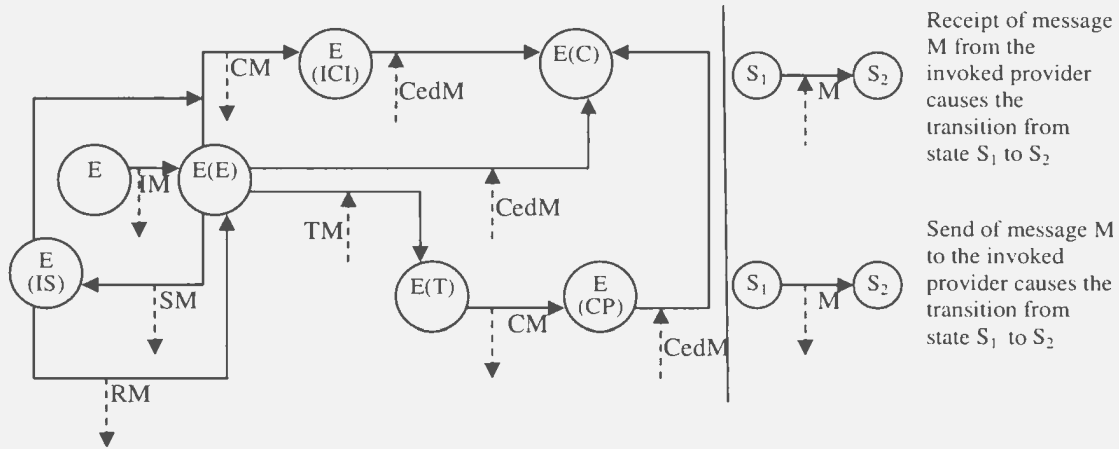 E
(ICI)
E(C)
CM
CedM
E
E(E)
IM
CedM
TM
E
(IS)
SM
E(T)
E
(CP)
CM
CedM
RM
S₁
S₂
M
Receipt of message
M from the
invoked provider
causes the
transition from
state S₁ to S₂
S₁
S₂
M
Send of message M
to the invoked
provider causes the
transition from
state S₁ to S₂